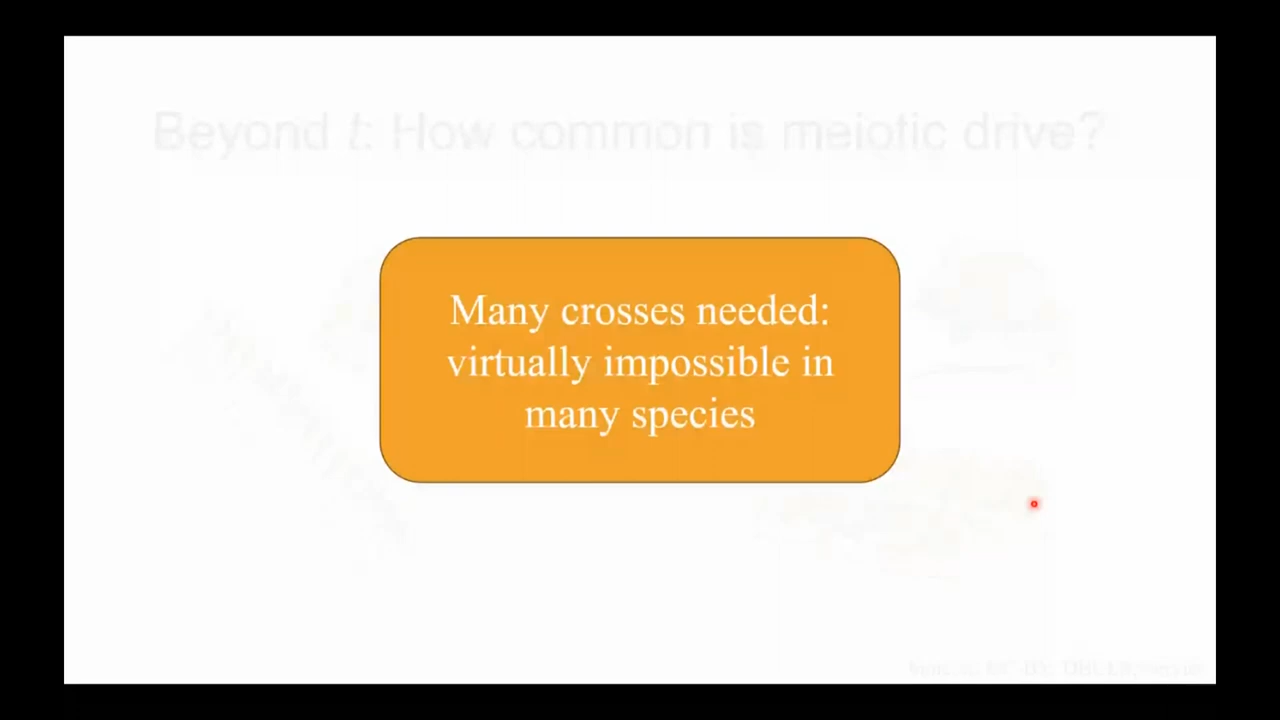 Beyond t: How common is meiotic drive?
Many crosses needed:
virtually impossible in
many species